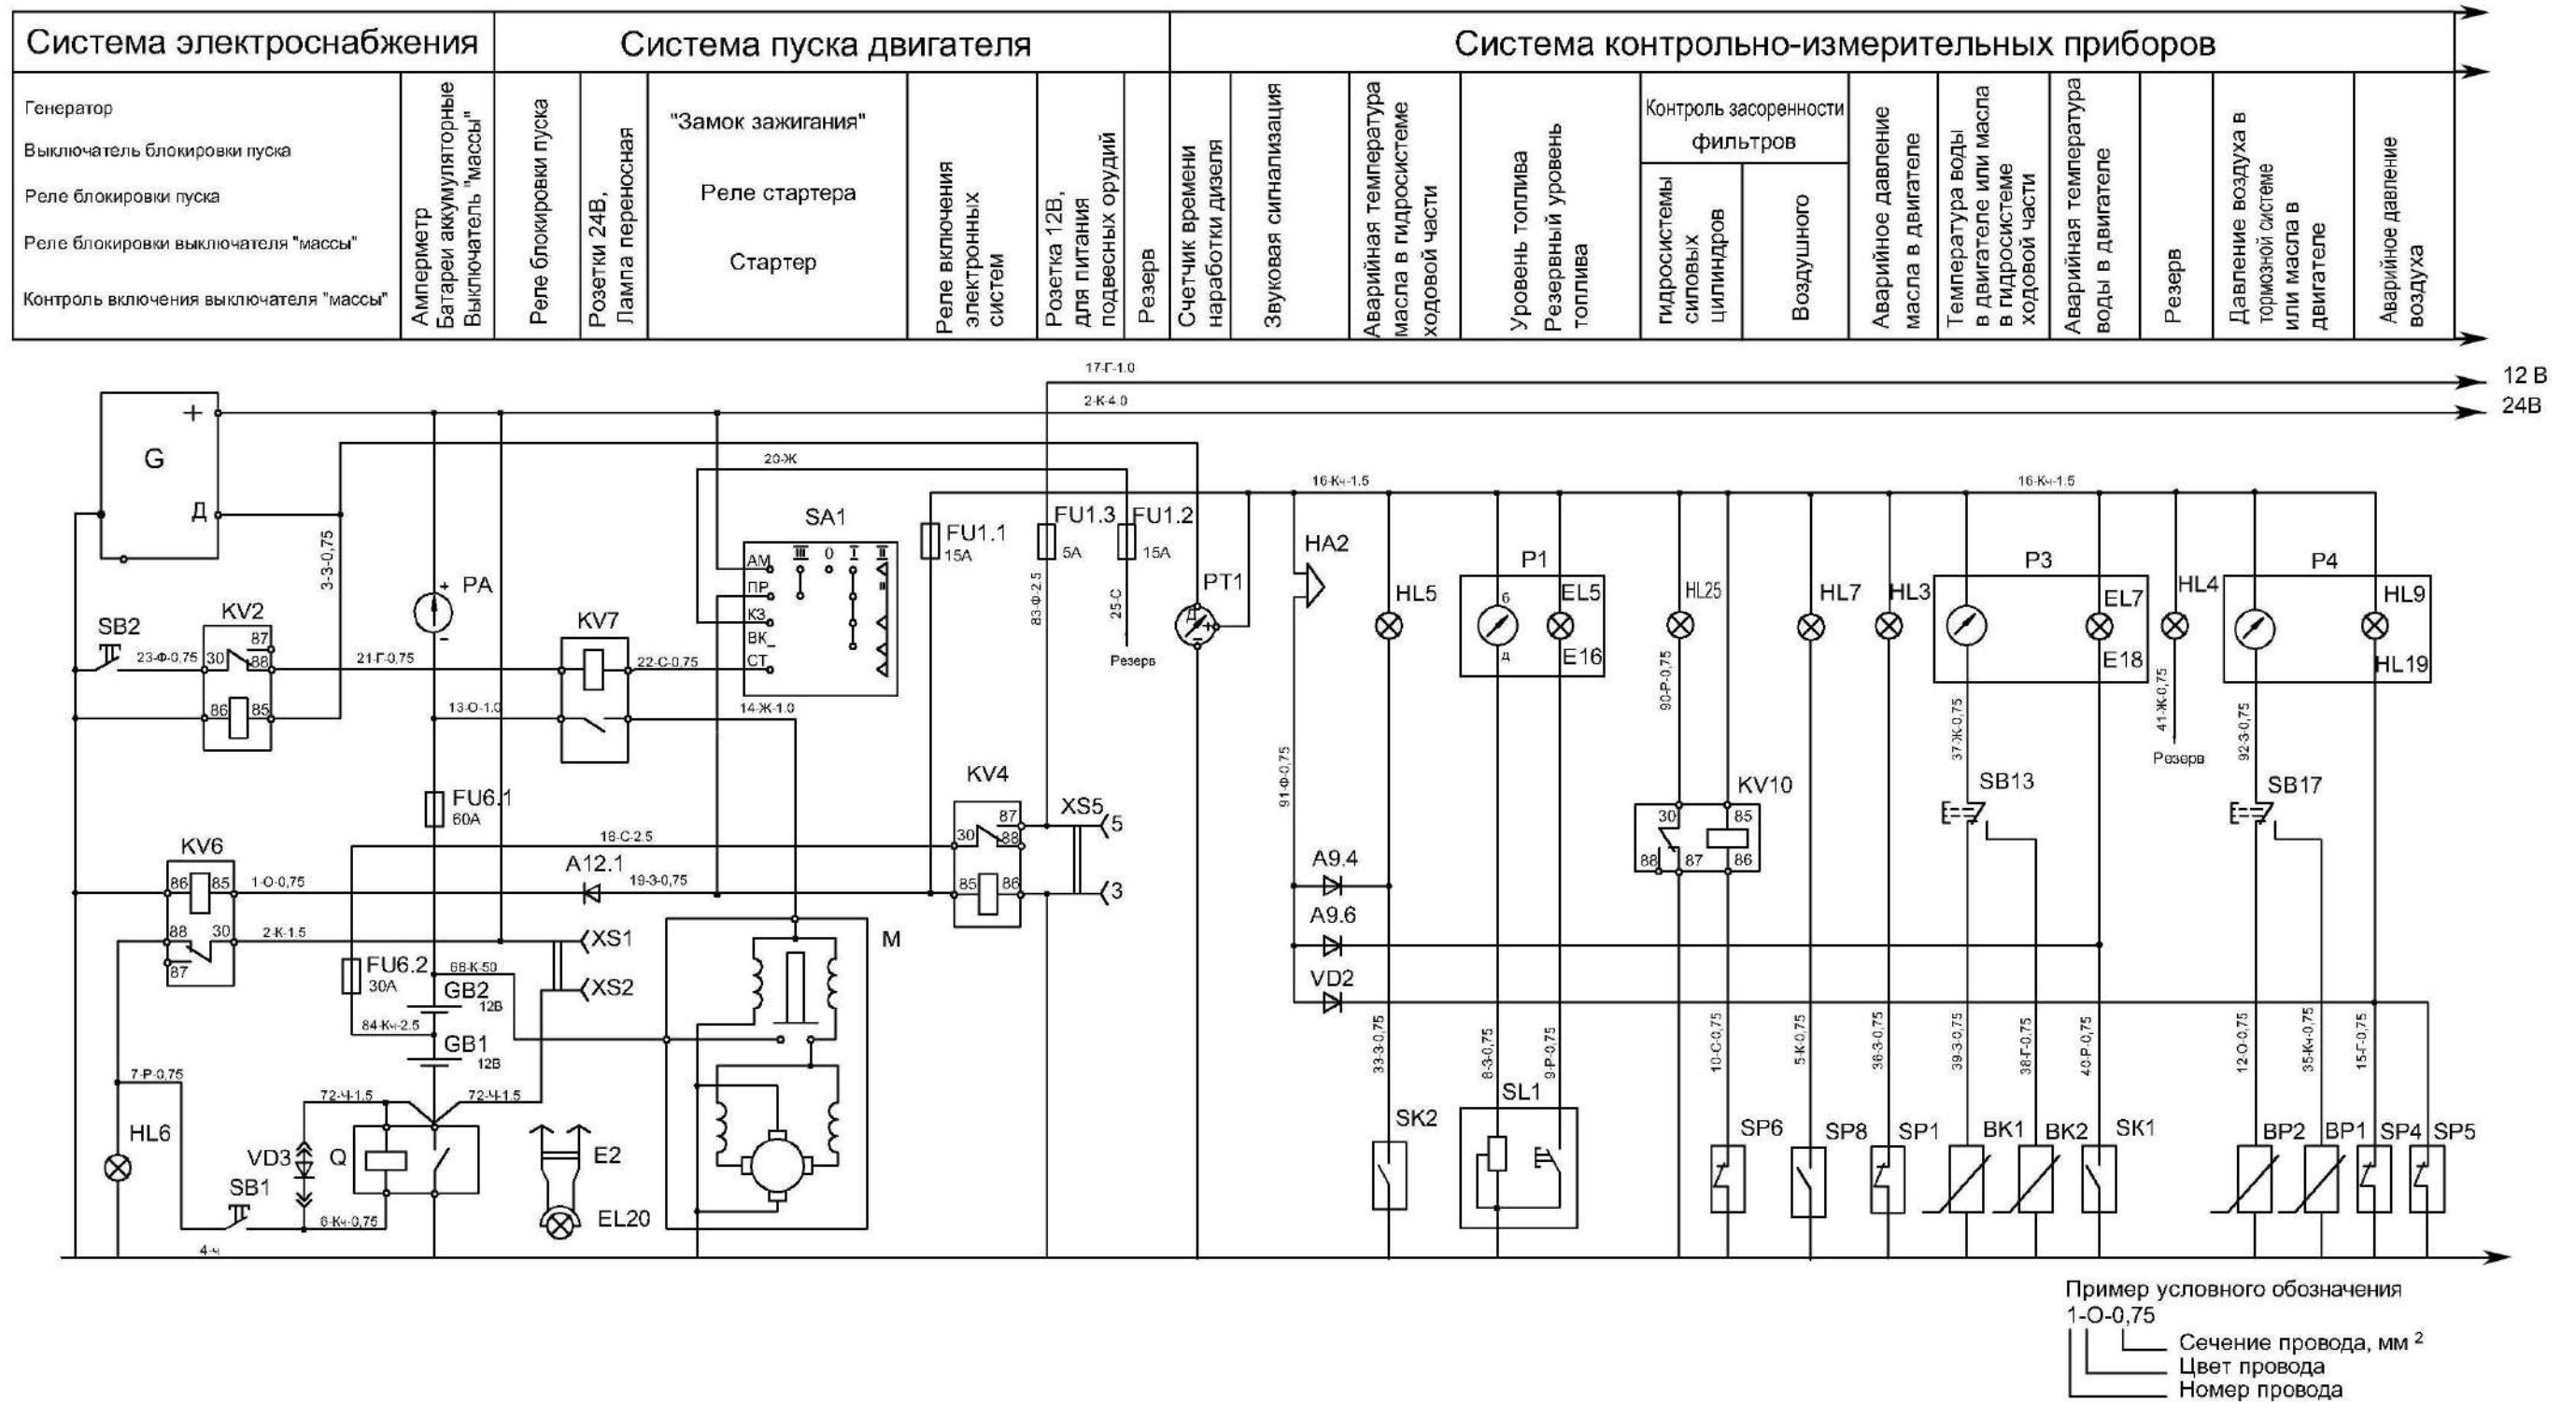 Система электроснабжения
Система пуска двигателя
Система контрольно-измерительных приборов
Генератор
Выключатель блокировки пуска
Реле блокировки пуска
Реле блокировки выключателя "массы"
Контроль включения выключателя "массы"
Амперметр
Батареи аккумуляторные
Выключатель "массы"
Реле блокировки пуска
Розетки 24В,
Лампа переносная
"Замок зажигания"
Реле стартера
Стартер
Реле включения
электронных
систем
Розетка 12В,
для питания
подвесных орудий
Резерв
Счетчик времени
наработки дизеля
Звуковая сигнализация
Аварийная температура
масла в гидросистеме
ходовой части
Уровень топлива
Резервный уровень
топлива
Контроль засоренности
фильтров
гидросистемы
силовых
цилиндров
Воздушного
Аварийное давление
масла в двигателе
Температура воды
в двигателе или масла
в гидросистеме
ходовой части
Аварийная температура
воды в двигателе
Резерв
Давление воздуха в
тормозной системе
или масла в
двигателе
Аварийное давление
воздуха
17-Г-1.0
12 В
2-К-4.0
24В
+
G
Д
3-З-0,75
20-Ж
16-Кч-1.5
16-Кч-1.5
SA1
FU1.1
15А
FU1.3
5А
FU1.2
15А
III 0 I II
АМ
ПР
КЗ
ВК
СТ
83-Ф-2.5
25-С
Резерв
PT1
Д
+
−
HA2
HL5
P1
б
д
EL5
E16
HL25
HL7
HL3
P3
EL7
E18
HL4
P4
HL9
HL19
+
PA
−
SB2
23-Ф-0,75
KV2
87
30
88
86
85
21-Г-0,75
KV7
22-С-0,75
13-О-1.0
14-Ж-1.0
90-Р-0,75
37-Ж-0,75
41-Ж-0,75
Резерв
92-З-0,75
91-Ф-0,75
SB13
SB17
KV10
30
85
88
87
86
FU6.1
60А
KV4
87
30
88
85
86
XS5
5
3
18-С-2.5
KV6
86
85
1-О-0,75
A12.1
19-З-0,75
88
30
87
2-К-1.5
XS1
XS2
M
A9.4
A9.6
VD2
FU6.2
30А
68-К-50
GB2
12В
84-Кч-2.5
GB1
12В
7-Р-0,75
72-Ч-1.5
72-Ч-1.5
HL6
VD3
Q
SB1
6-Кч-0,75
E2
EL20
4-ч
33-З-0,75
8-З-0,75
9-Р-0,75
10-С-0,75
5-К-0,75
36-З-0,75
39-З-0,75
38-Г-0,75
40-Р-0,75
12-О-0,75
35-Кч-0,75
15-Г-0,75
SK2
SL1
SP6
SP8
SP1
BK1
BK2
SK1
BP2
BP1
SP4
SP5
Пример условного обозначения
1-О-0,75
Сечение провода, мм 2
Цвет провода
Номер провода